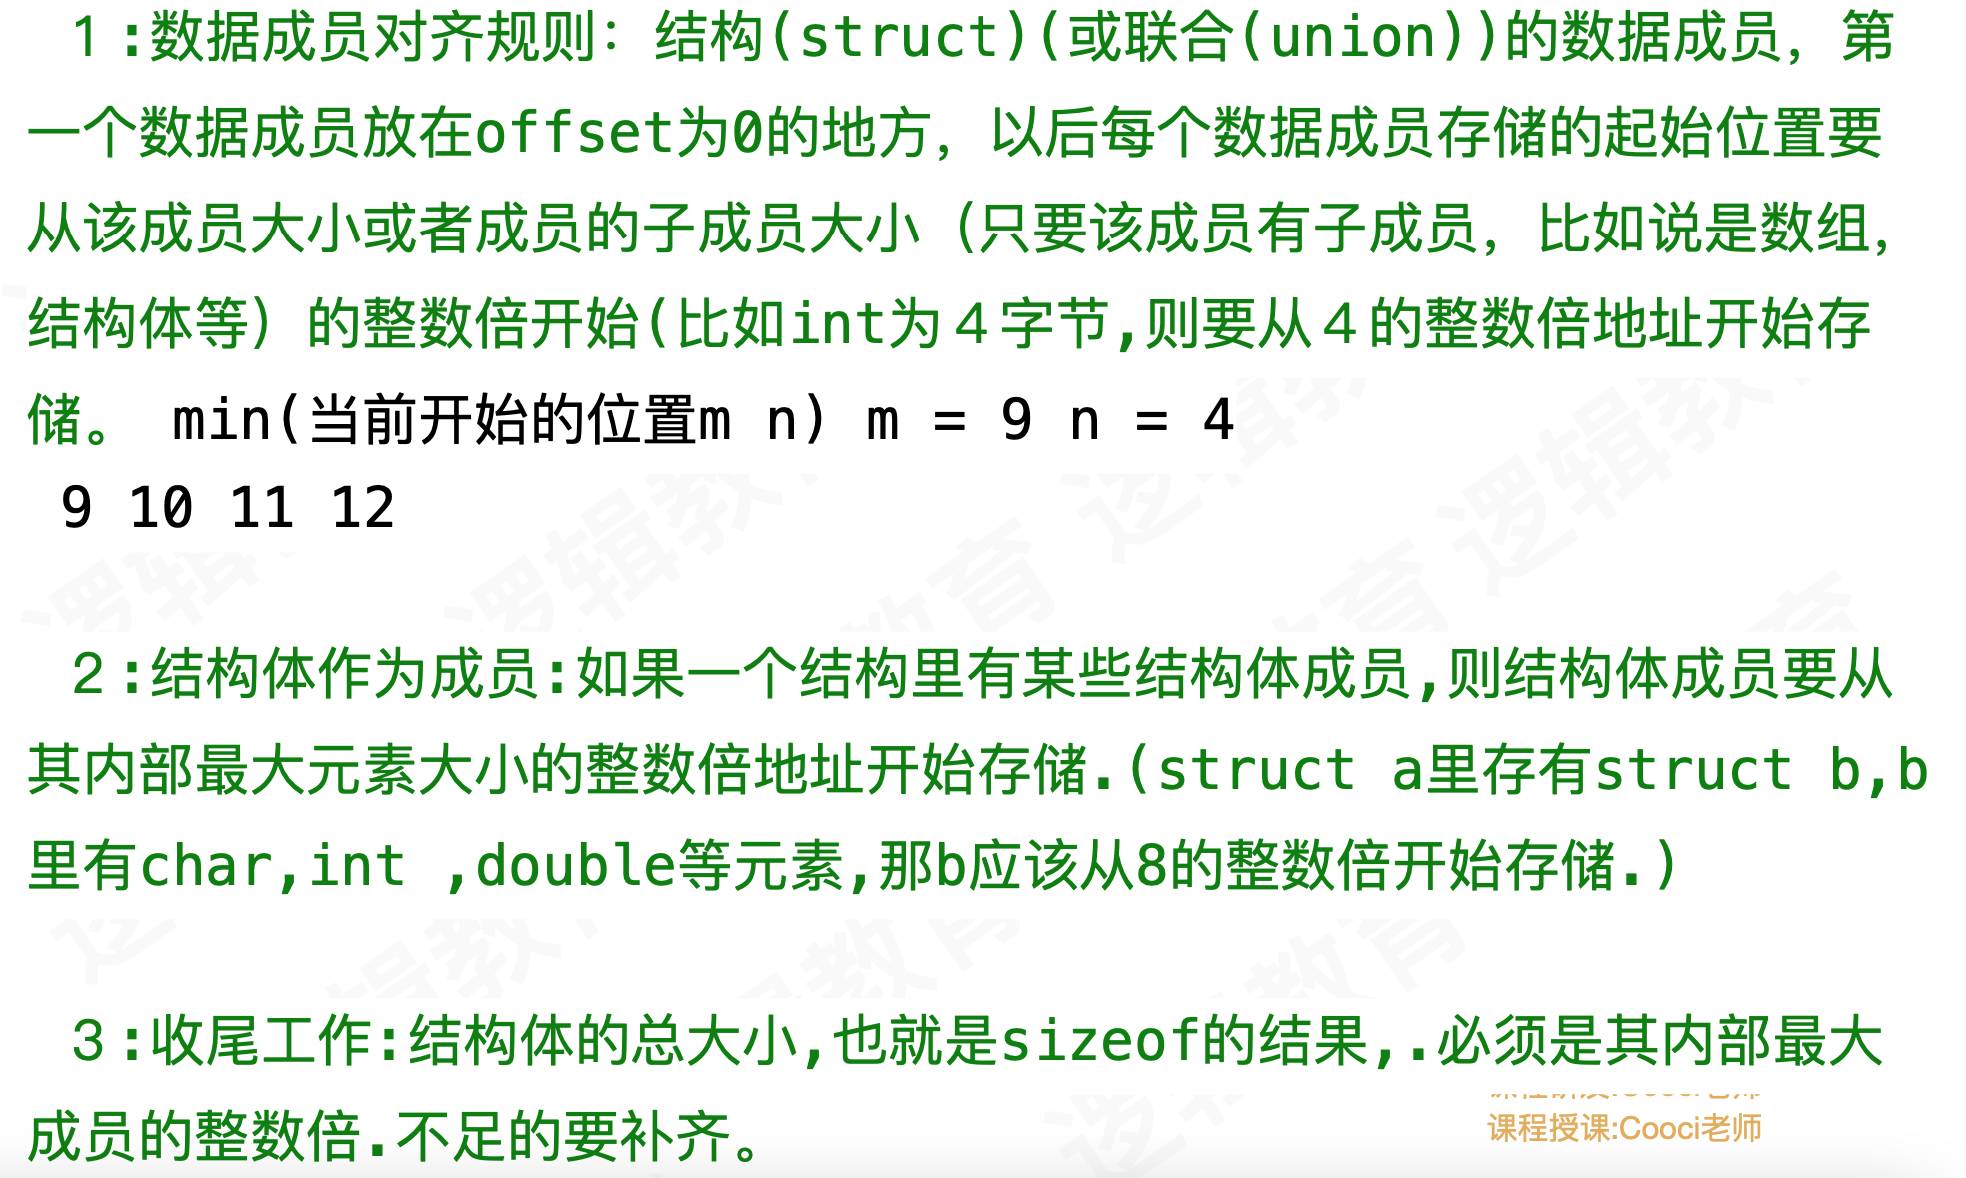 １:数据成员对齐规则：结构(struct)(或联合(union))的数据成员，第
一个数据成员放在offset为0的地方，以后每个数据成员存储的起始位置要
从该成员大小或者成员的子成员大小（只要该成员有子成员，比如说是数组，
结构体等）的整数倍开始(比如int为４字节,则要从４的整数倍地址开始存
储。 min(当前开始的位置m n) m = 9 n = 4
9 10 11 12
２:结构体作为成员:如果一个结构里有某些结构体成员,则结构体成员要从
其内部最大元素大小的整数倍地址开始存储.(struct a里存有struct b,b
里有char,int ,double等元素,那b应该从8的整数倍开始存储.)
３:收尾工作:结构体的总大小,也就是sizeof的结果,.必须是其内部最大
成员的整数倍.不足的要补齐。
课程授课:Cooci老师